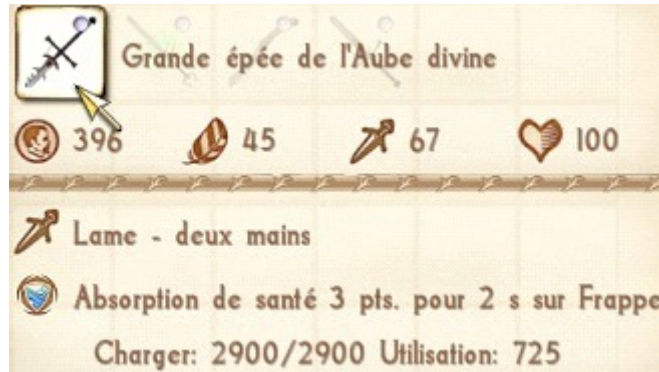 Grande épée de l'Aube divine
396 45 67 100
Lame - deux mains
Absorption de santé 3 pts. pour 2 s sur Frappe
Charger: 2900/2900 Utilisation: 725